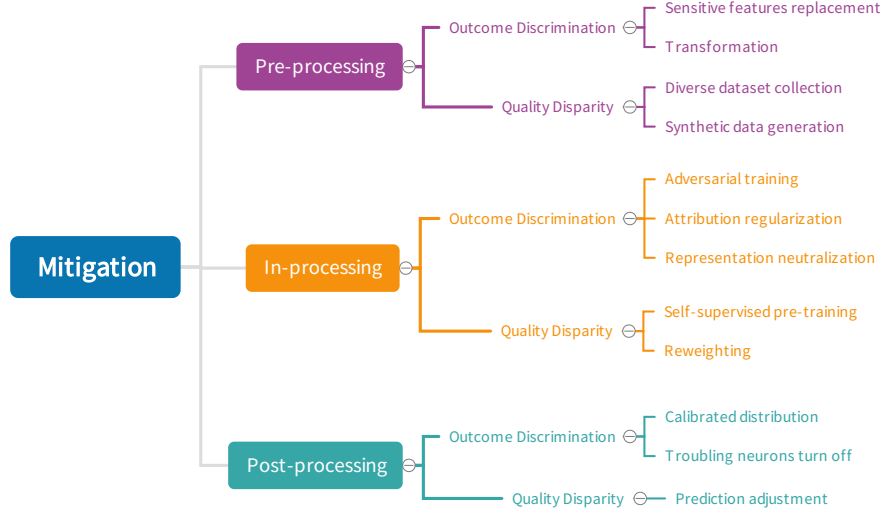 Mitigation
Pre-processing
Outcome Discrimination
Sensitive features replacement
Transformation
Quality Disparity
Diverse dataset collection
Synthetic data generation
In-processing
Outcome Discrimination
Adversarial training
Attribution regularization
Representation neutralization
Quality Disparity
Self-supervised pre-training
Reweighting
Post-processing
Outcome Discrimination
Calibrated distribution
Troubling neurons turn off
Quality Disparity
Prediction adjustment